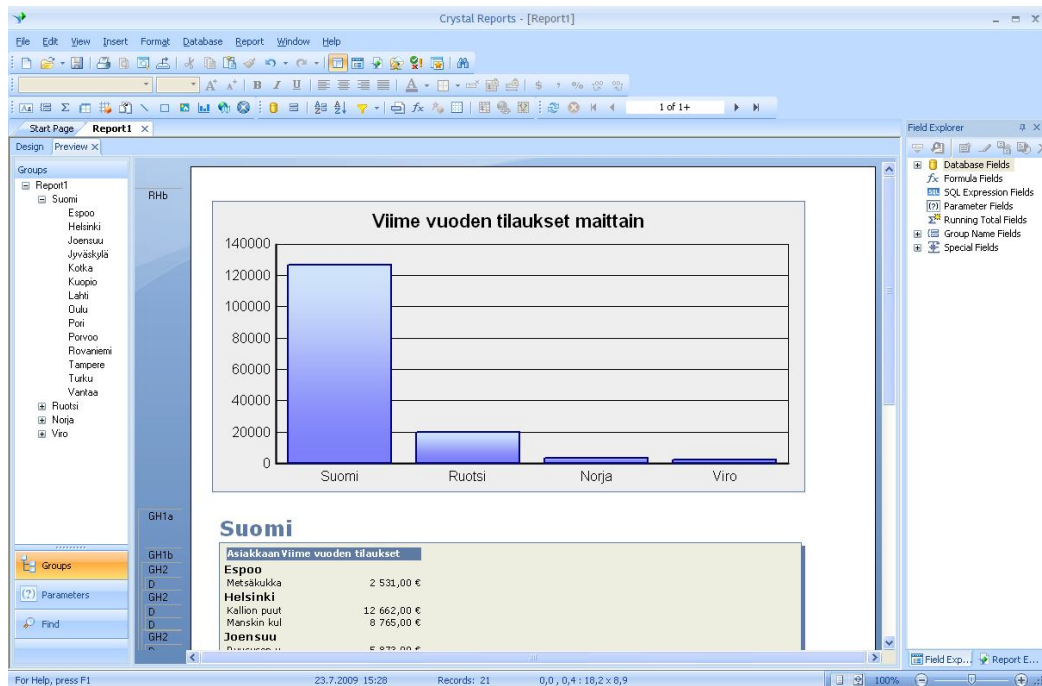 Crystal Reports - [Report1]
File Edit View Insert Format Database Report Window Help
A A B I U A $ , %
1 of 1+
Start Page Report1
Design Preview
Groups
Report1
Suomi
Espoo
Helsinki
Joensuu
Jyväskylä
Kotka
Kuopio
Lahti
Oulu
Pori
Porvoo
Rovaniemi
Tampere
Turku
Vantaa
Ruotsi
Norja
Viro
Groups
Parameters
Find
RHb
GH1a
GH1b
GH2
D
GH2
D
D
GH2
Viime vuoden tilaukset maittain
140000
120000
100000
80000
60000
40000
20000
0
Suomi Ruotsi Norja Viro
Suomi
Asiakkaan Viime vuoden tilaukset
Espoo
Metsäkukka 2 531,00 €
Helsinki
Kallion puut 12 662,00 €
Manskin kul 8 765,00 €
Joensuu
Field Explorer
Database Fields
Formula Fields
SQL Expression Fields
Parameter Fields
Running Total Fields
Group Name Fields
Special Fields
Field Exp... Report E...
For Help, press F1 23.7.2009 15:28 Records: 21 0,0 , 0,4 : 18,2 x 8,9 100%